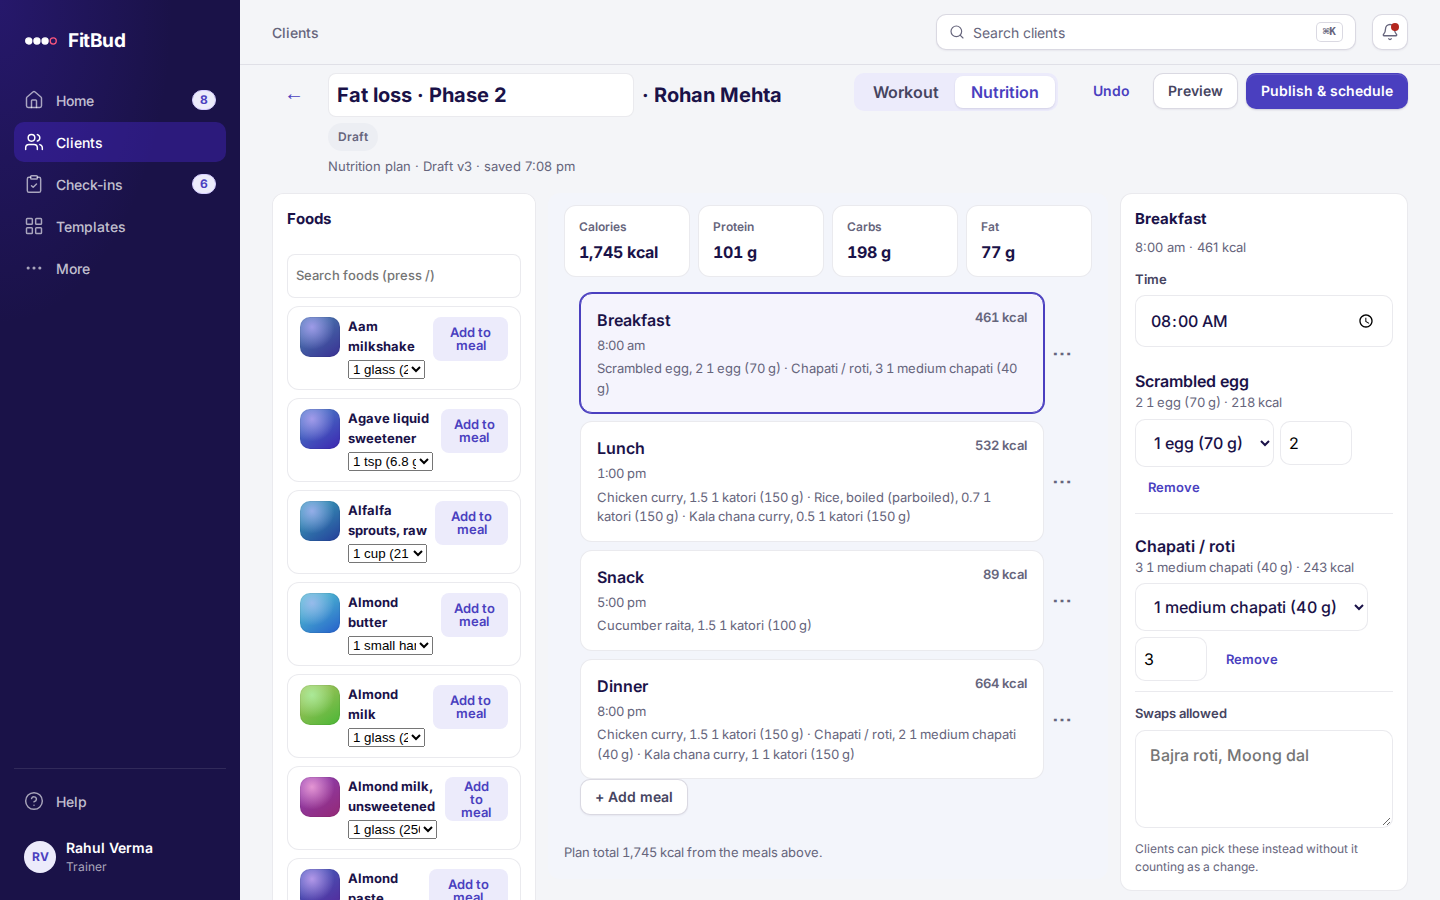 FitBud
Home
8
Clients
Check-ins
6
Templates
More
Help
RV
Rahul Verma
Trainer
Clients
Search clients
⌘K
←
Fat loss · Phase 2
· Rohan Mehta
Draft
Nutrition plan · Draft v3 · saved 7:08 pm
Workout
Nutrition
Undo
Preview
Publish & schedule
Foods
Search foods (press /)
Aam
milkshake
1 glass (2
Add to
meal
Agave liquid
sweetener
1 tsp (6.8 g
Add to
meal
Alfalfa
sprouts, raw
1 cup (21
Add to
meal
Almond
butter
1 small har
Add to
meal
Almond
milk
1 glass (2
Add to
meal
Almond milk,
unsweetened
1 glass (250
Add
to
meal
Almond
paste
Add to
meal
Calories
1,745 kcal
Protein
101 g
Carbs
198 g
Fat
77 g
Breakfast
461 kcal
8:00 am
Scrambled egg, 2 1 egg (70 g) · Chapati / roti, 3 1 medium chapati (40
g)
Lunch
532 kcal
1:00 pm
Chicken curry, 1.5 1 katori (150 g) · Rice, boiled (parboiled), 0.7 1
katori (150 g) · Kala chana curry, 0.5 1 katori (150 g)
Snack
89 kcal
5:00 pm
Cucumber raita, 1.5 1 katori (100 g)
Dinner
664 kcal
8:00 pm
Chicken curry, 1.5 1 katori (150 g) · Chapati / roti, 2 1 medium chapati
(40 g) · Kala chana curry, 1 1 katori (150 g)
+ Add meal
Plan total 1,745 kcal from the meals above.
Breakfast
8:00 am · 461 kcal
Time
08:00 AM
Scrambled egg
2 1 egg (70 g) · 218 kcal
1 egg (70 g)
2
Remove
Chapati / roti
3 1 medium chapati (40 g) · 243 kcal
1 medium chapati (40 g)
3
Remove
Swaps allowed
Bajra roti, Moong dal
Clients can pick these instead without it
counting as a change.